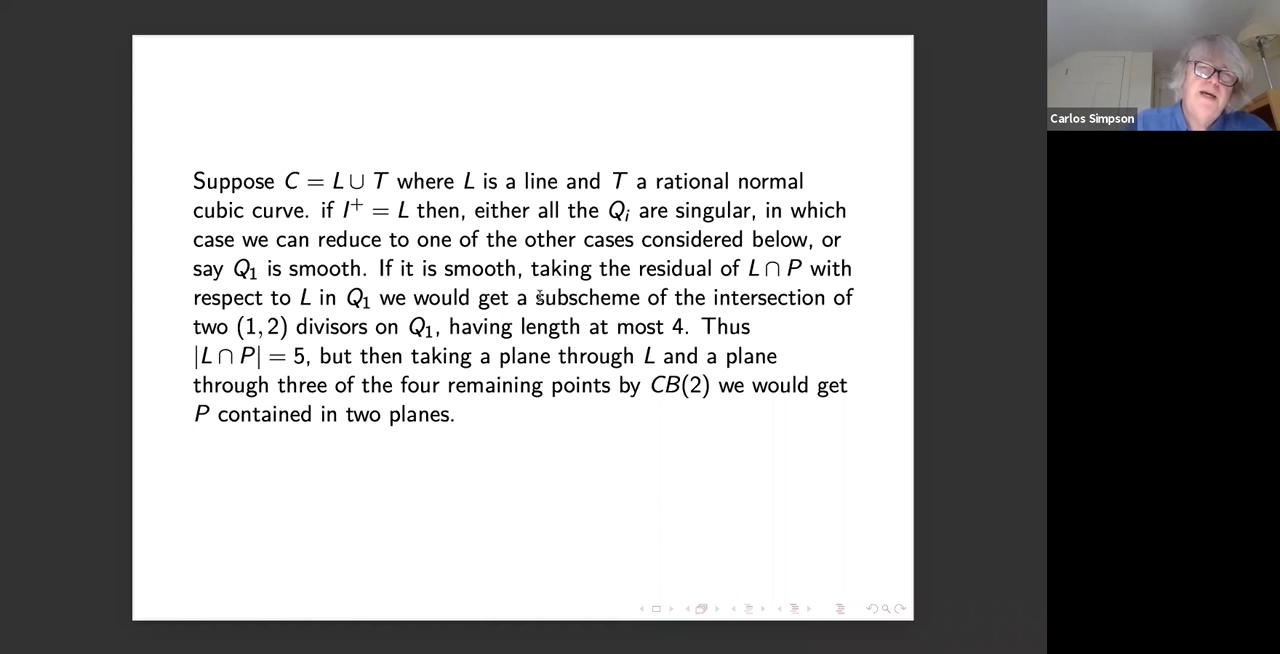 Suppose C = L ∪ T where L is a line and T a rational normal
cubic curve. if I⁺ = L then, either all the Qᵢ are singular, in which
case we can reduce to one of the other cases considered below, or
say Q₁ is smooth. If it is smooth, taking the residual of L ∩ P with
respect to L in Q₁ we would get a subscheme of the intersection of
two (1, 2) divisors on Q₁, having length at most 4. Thus
|L ∩ P| = 5, but then taking a plane through L and a plane
through three of the four remaining points by CB(2) we would get
P contained in two planes.
Carlos Simpson